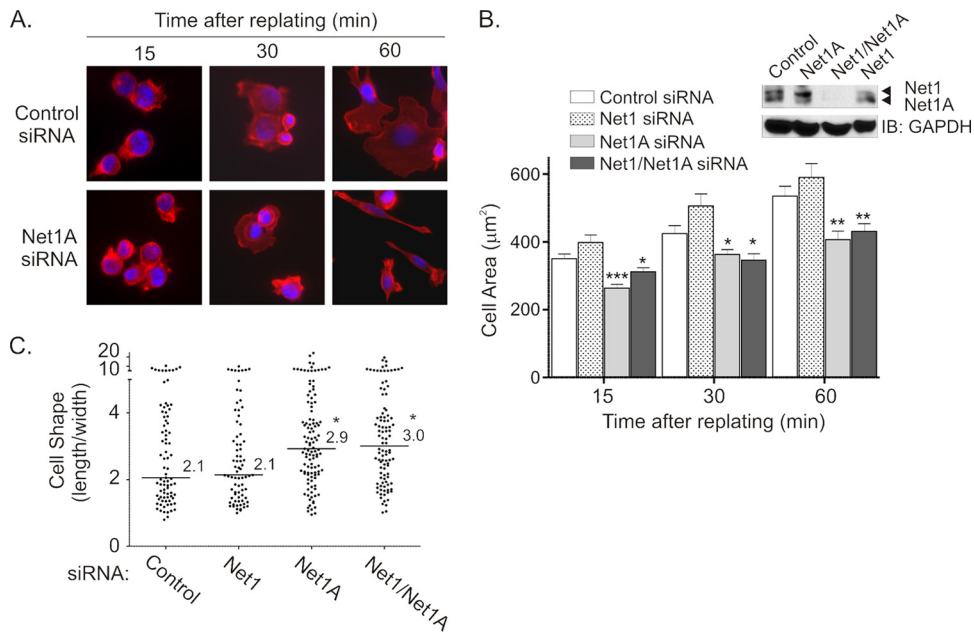 A.
Time after replating (min)
15 30 60
Control
siRNA
Net1A
siRNA
B.
Control
Net1A
Net1/Net1A
Net1
Net1
Net1A
IB: GAPDH
Control siRNA
Net1 siRNA
Net1A siRNA
Net1/Net1A siRNA
Cell Area (μm²)
600
400
200
0
***
*
*
*
**
**
15 30 60
Time after replating (min)
C.
Cell Shape
(length/width)
20
10
4
2
0
2.1
2.1
*
2.9
*
3.0
siRNA:
Control
Net1
Net1A
Net1/Net1A